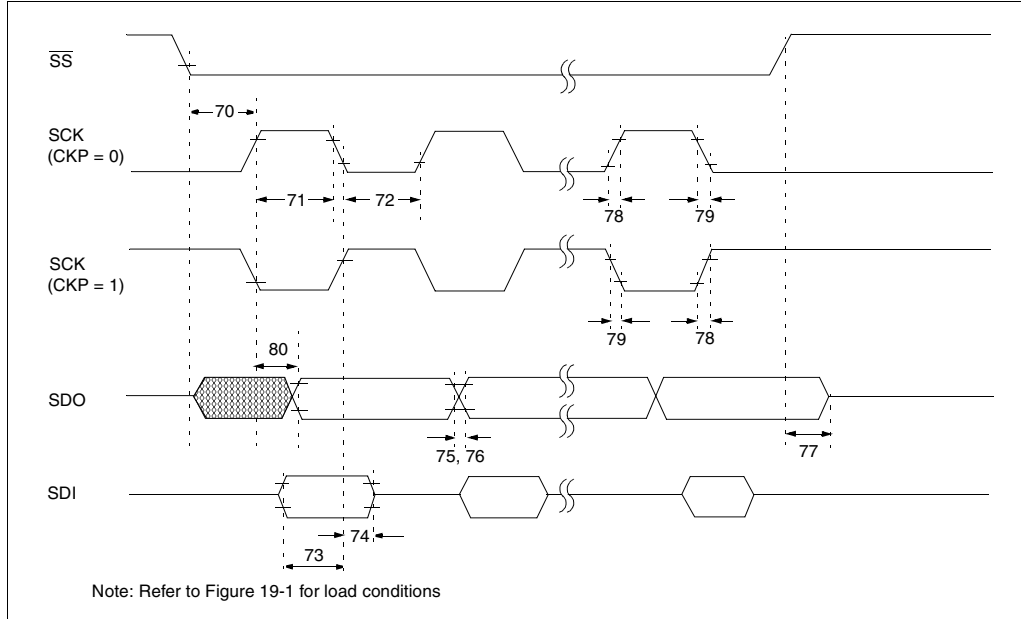 SS
70
SCK
(CKP = 0)
71
72
78
79
SCK
(CKP = 1)
79
78
80
SDO
75, 76
77
SDI
74
73
Note: Refer to Figure 19-1 for load conditions